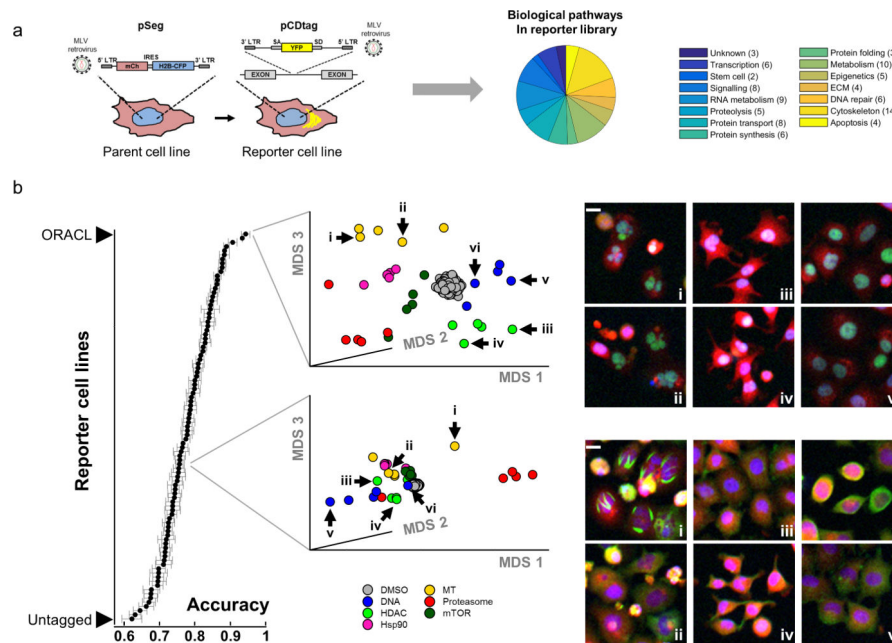 a
pSeg
pCDtag
MLV
retrovirus
5' LTR
IRES
3' LTR
mCh
H2B-CFP
MLV
retrovirus
3' LTR
SA
YFP
SD
5' LTR
EXON
EXON
Parent cell line
Reporter cell line
Biological pathways
In reporter library
Unknown (3)
Transcription (6)
Stem cell (2)
Signalling (8)
RNA metabolism (9)
Proteolysis (5)
Protein transport (8)
Protein synthesis (6)
Protein folding
Metabolism (10)
Epigenetics (5)
ECM (4)
DNA repair (6)
Cytoskeleton (14
Apoptosis (4)
b
ORACL
Reporter cell lines
Untagged
0.6 0.7 0.8 0.9 1
Accuracy
MDS 3
MDS 2
MDS 1
i
ii
iii
iv
v
vi
MDS 3
MDS 2
MDS 1
i
ii
iii
iv
v
vi
DMSO
DNA
HDAC
Hsp90
MT
Proteasome
mTOR
i
iii
v
ii
iv
i
iii
ii
iv